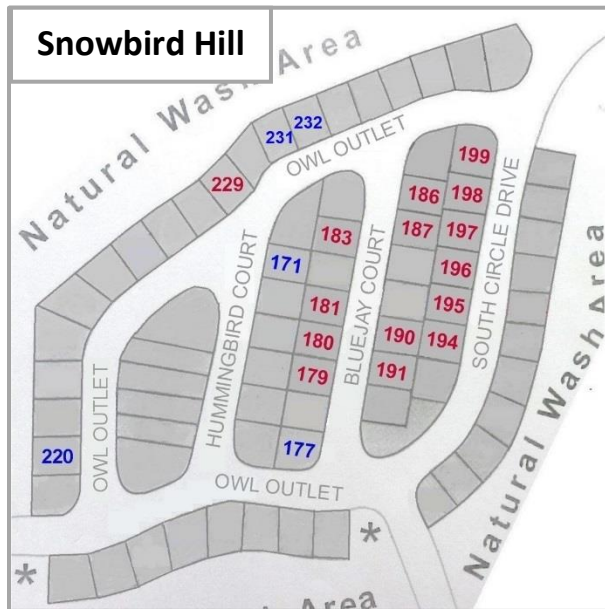 Snowbird Hill
Natural Wash Area
OWL OUTLET
231
232
229
199
186
198
183
187
197
171
196
181
195
180
190
194
179
191
177
220
HUMMINGBIRD COURT
BLUEJAY COURT
SOUTH CIRCLE DRIVE
OWL OUTLET
OWL OUTLET
Natural Wash Area
*
*
Area